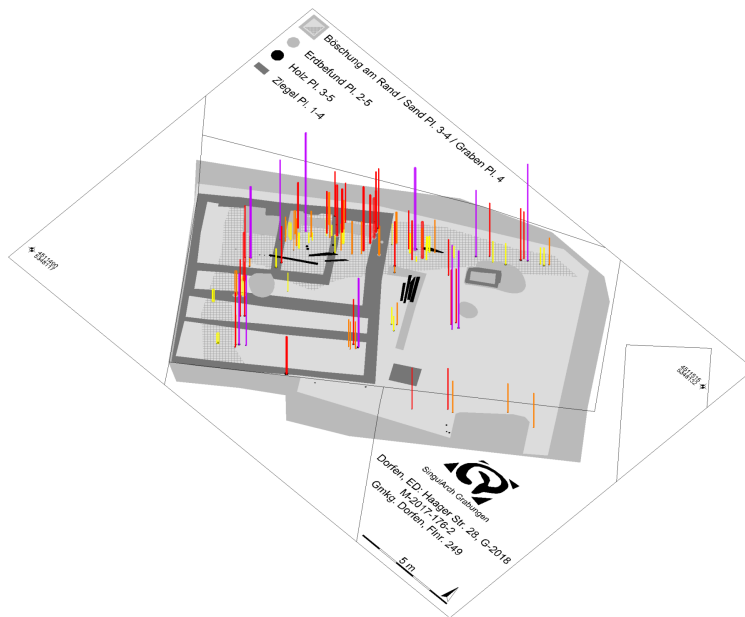 Böschung am Rand / Sand Pl. 3-4 / Graben Pl. 4
Erdbefund Pl. 2-5
Holz Pl. 3-5
Ziegel Pl. 1-4
SingulArch Grabungen
Dorfen, ED: Haager Str. 28, G-2018
M-2017-176-2
Gmkg. Dorfen, Flnr. 249
5 m